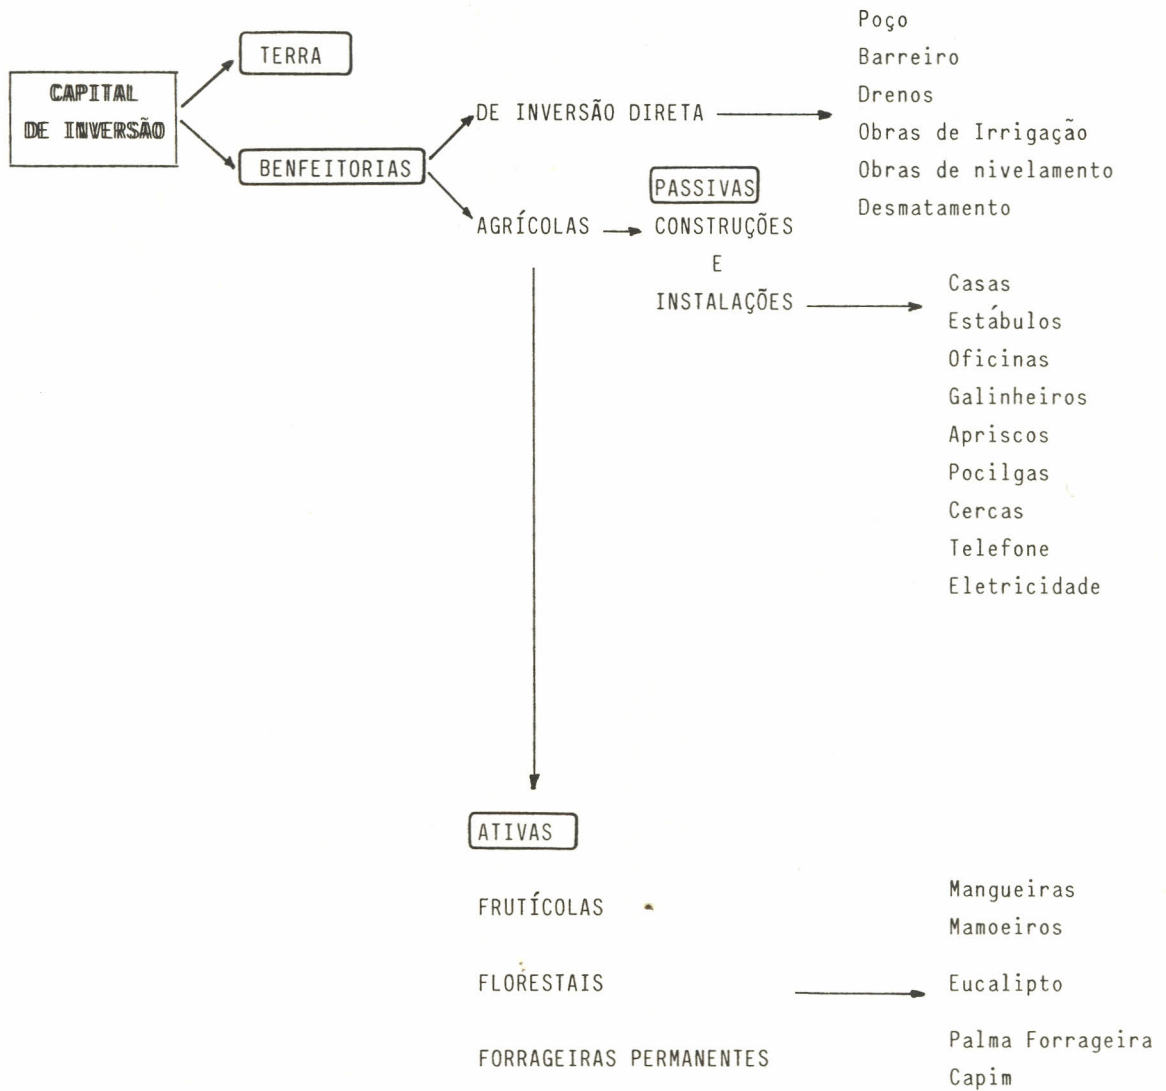 CAPITAL
DE INVERSÃO
TERRA
BENFEITORIAS
DE INVERSÃO DIRETA
Poço
Barreiro
Drenos
Obras de Irrigação
Obras de nivelamento
Desmatamento
AGRÍCOLAS
PASSIVAS
CONSTRUÇÕES
E
INSTALAÇÕES
Casas
Estábulos
Oficinas
Galinheiros
Apriscos
Pocilgas
Cercas
Telefone
Eletricidade
ATIVAS
FRUTÍCOLAS
Mangueiras
Mamoeiros
FLORESTAIS
Eucalipto
FORRAGEIRAS PERMANENTES
Palma Forrageira
Capim